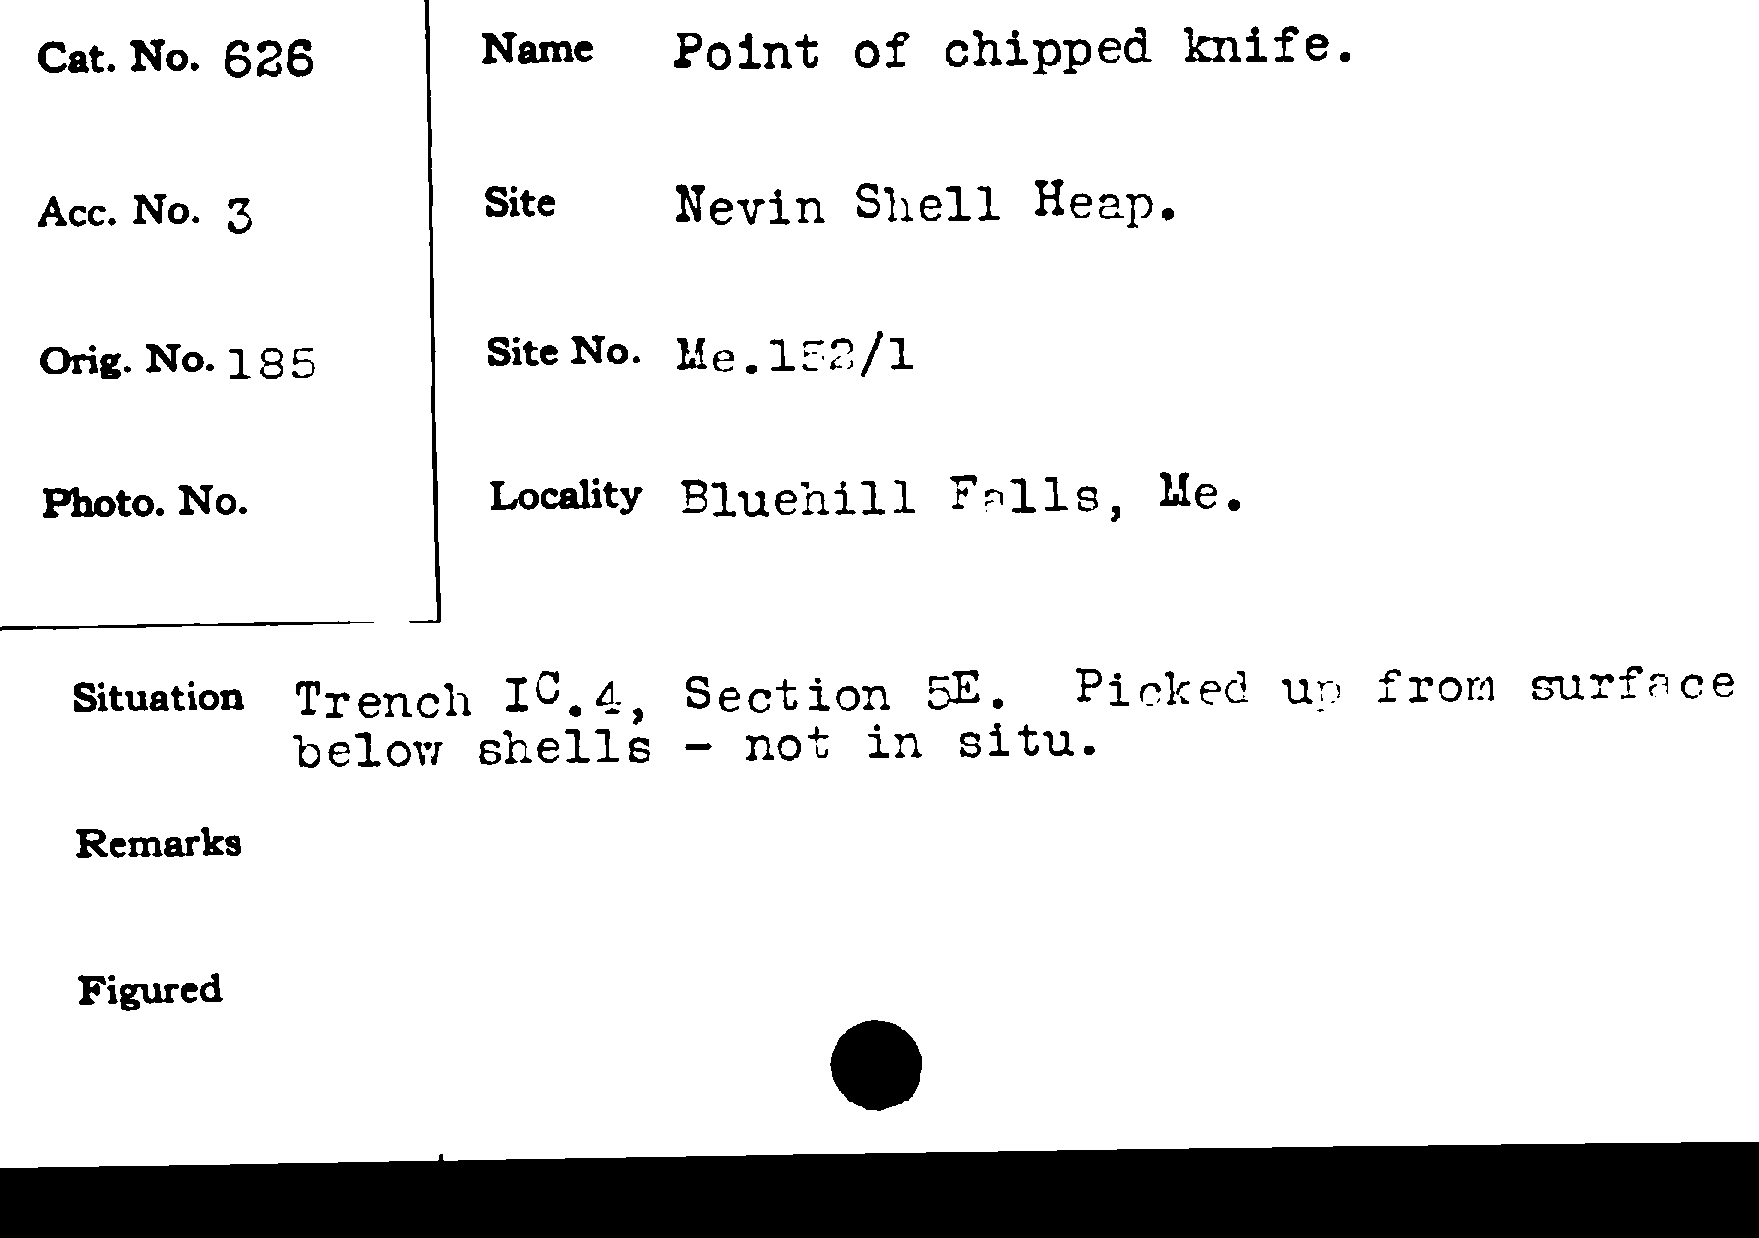 Cat. No. 626
Name Point of chipped knife.
Acc. No. 3
Site Nevin Shell Heap.
Orig. No. 185
Site No. Me.152/1
Photo. No.
Locality Bluehill Falls, Me.
Situation Trench IC.4, Section 5E. Picked up from surface
below shells - not in situ.
Remarks
Figured